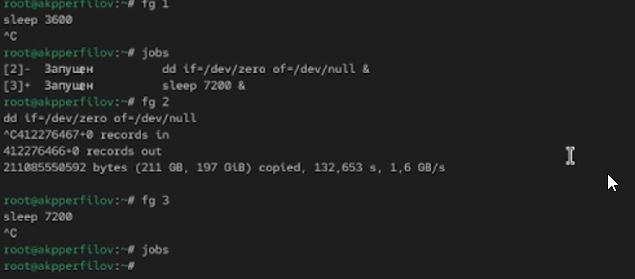 root@akpperfilov:~# fg 1
sleep 3600
^C
root@akpperfilov:~# jobs
[2]-  Запущен          dd if=/dev/zero of=/dev/null &
[3]+  Запущен          sleep 7200 &
root@akpperfilov:~# fg 2
dd if=/dev/zero of=/dev/null
^C412276467+0 records in
412276466+0 records out
211085550592 bytes (211 GB, 197 GiB) copied, 132,653 s, 1,6 GB/s
root@akpperfilov:~# fg 3
sleep 7200
^C
root@akpperfilov:~# jobs
root@akpperfilov:~#